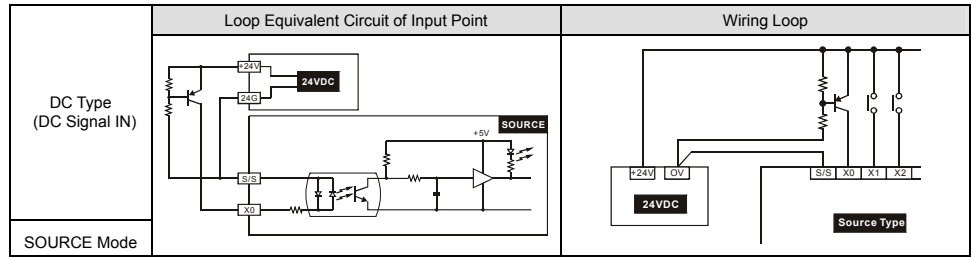 Loop Equivalent Circuit of Input Point
Wiring Loop
DC Type
(DC Signal IN)
SOURCE Mode
+24V
24VDC
24G
SOURCE
+5V
S/S
X0
+24V
OV
24VDC
S/S
X0
X1
X2
Source Type